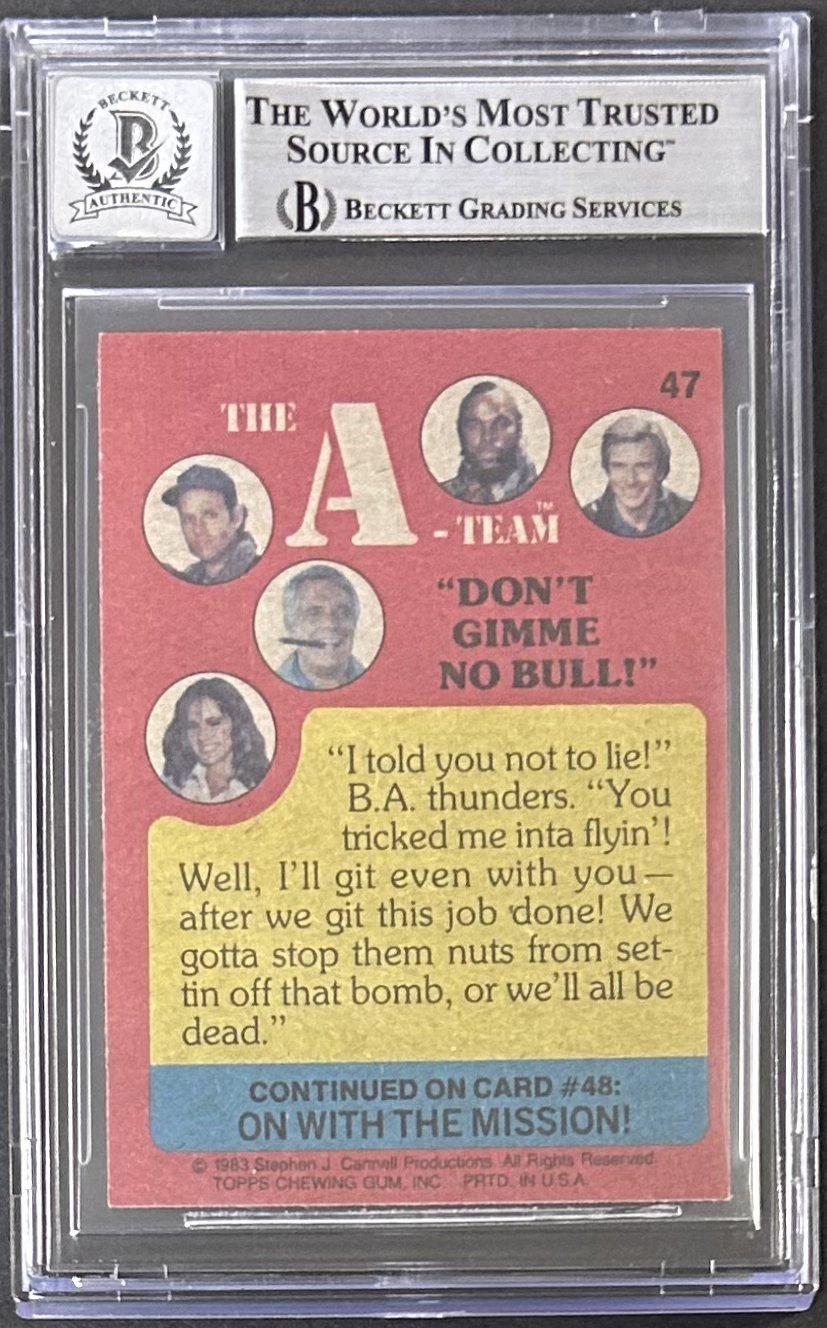 BECKETT
B
AUTHENTIC
THE WORLD'S MOST TRUSTED
SOURCE IN COLLECTING™
B BECKETT GRADING SERVICES
47
THE
A
-TEAM™
"DON'T
GIMME
NO BULL!"
"I told you not to lie!"
B.A. thunders. "You
tricked me inta flyin'!
Well, I'll git even with you—
after we git this job done! We
gotta stop them nuts from set-
tin off that bomb, or we'll all be
dead."
CONTINUED ON CARD #48:
ON WITH THE MISSION!
© 1983 Stephen J. Cannell Productions. All Rights Reserved.
TOPPS CHEWING GUM, INC. PRTD. IN U.S.A.